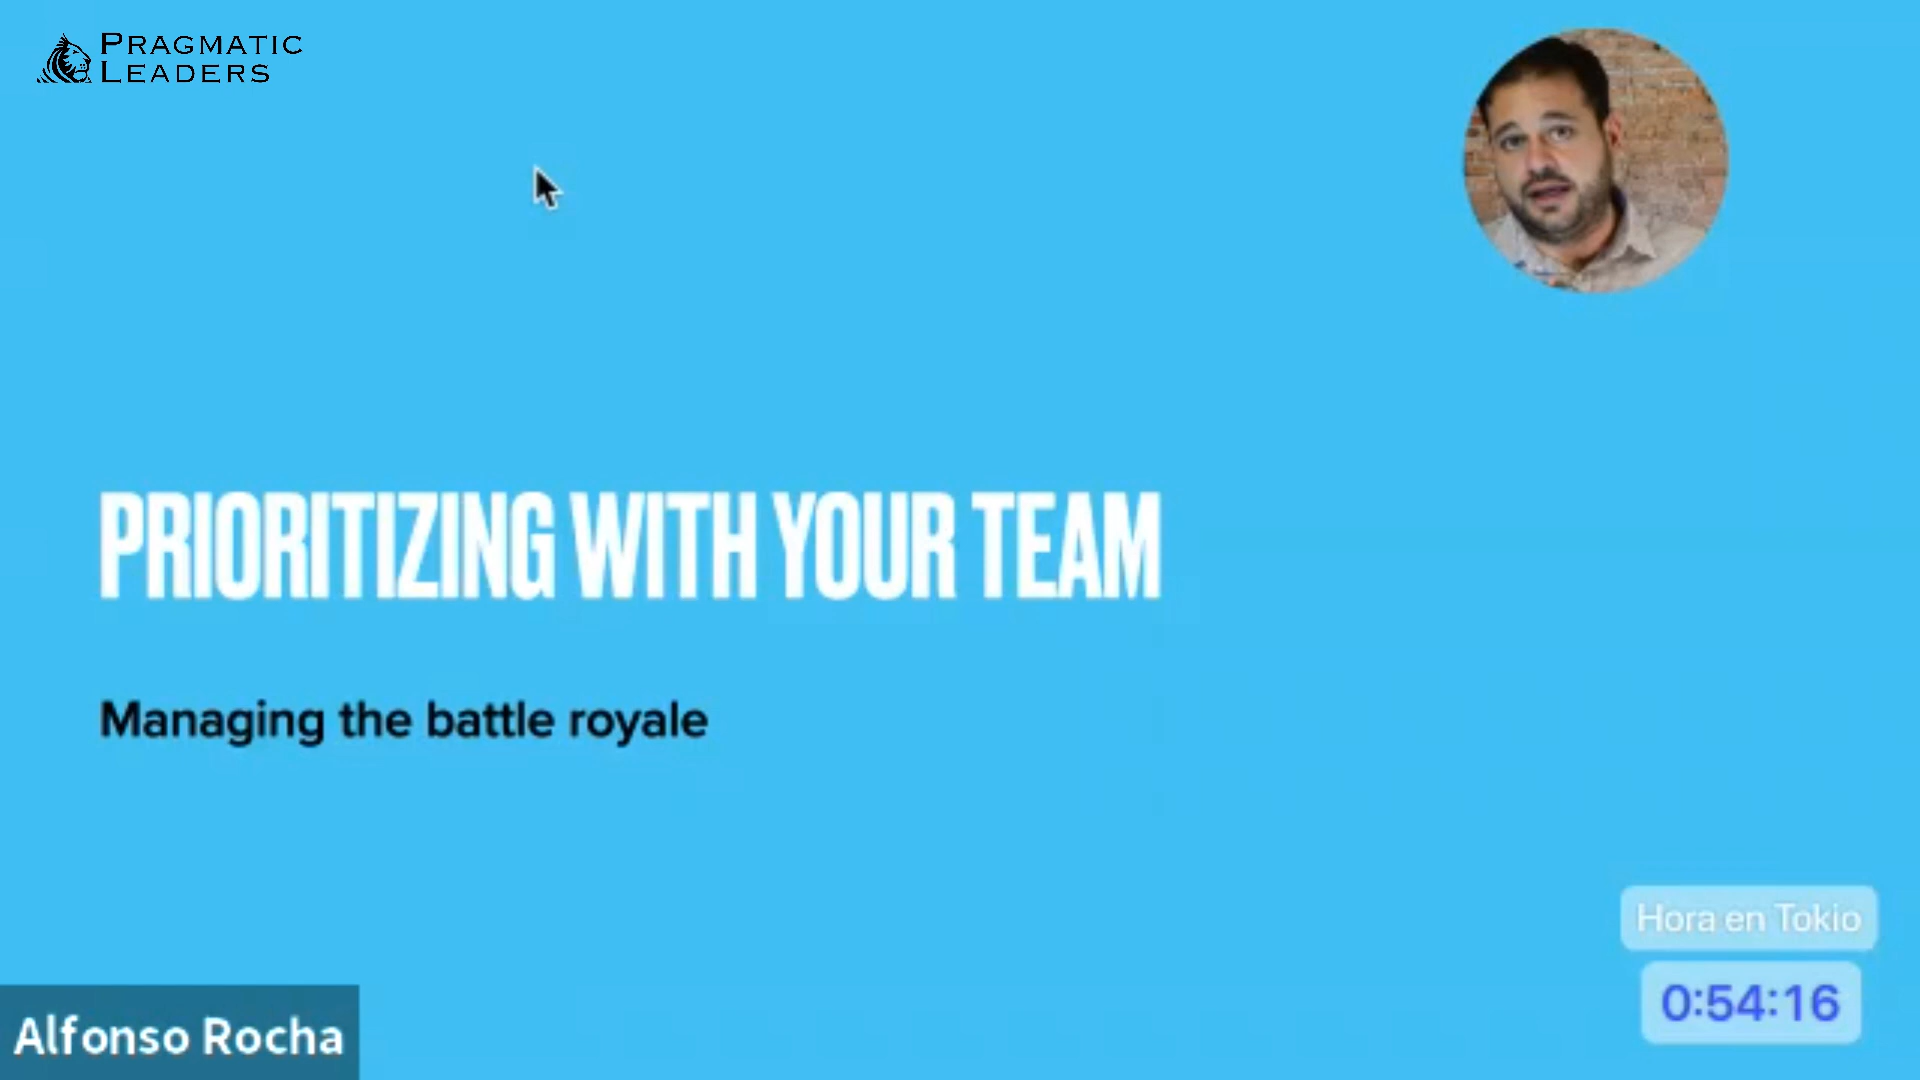 PRAGMATIC
LEADERS
PRIORITIZING WITH YOUR TEAM
Managing the battle royale
Hora en Tokio
0:54:16
Alfonso Rocha